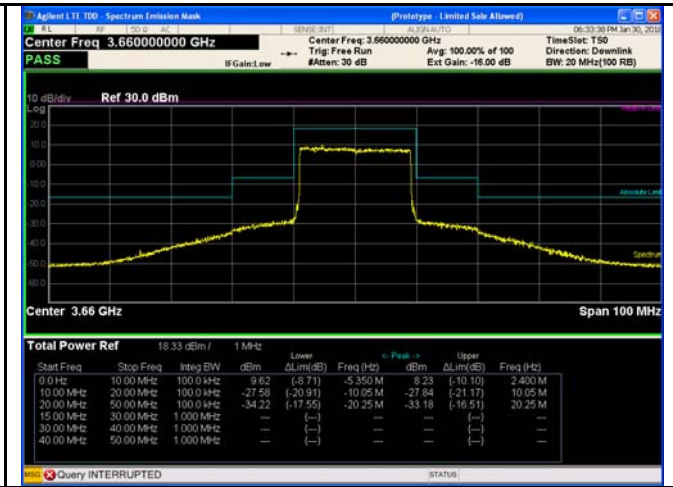 Agilent LTE TDD - Spectrum Emission Mask (Prototype - Limited Sale Allowed)
RL RF 50 Ω AC SENSE:INT ALIGN AUTO 06:33:38 PM Jan 30, 2018
Center Freq 3.660000000 GHz Center Freq: 3.660000000 GHz TimeSlot: TS0
Trig: Free Run Avg: 100.00% of 100 Direction: Downlink
PASS IFGain:Low #Atten: 30 dB Ext Gain: -16.00 dB BW: 20 MHz(100 RB)
10 dB/div Ref 30.0 dBm
Log
20.0
10.0
0.00
-10.0
Absolute Limit
-20.0
-30.0
-40.0
Spectrum
-50.0
-60.0
Center 3.66 GHz Span 100 MHz
Total Power Ref 18.33 dBm / 1 MHz
Lower <- Peak -> Upper
Start Freq Stop Freq Integ BW dBm ΔLim(dB) Freq (Hz) dBm ΔLim(dB) Freq (Hz)
0.0 Hz 10.00 MHz 100.0 kHz 9.62 (-8.71) -5.350 M 8.23 (-10.10) 2.400 M
10.00 MHz 20.00 MHz 100.0 kHz -27.58 (-20.91) -10.05 M -27.84 (-21.17) 10.05 M
20.00 MHz 50.00 MHz 100.0 kHz -34.22 (-17.55) -20.25 M -33.18 (-16.51) 20.25 M
15.00 MHz 30.00 MHz 1.000 MHz --- (---) --- --- (---) ---
30.00 MHz 40.00 MHz 1.000 MHz --- (---) --- --- (---) ---
40.00 MHz 50.00 MHz 1.000 MHz --- (---) --- --- (---) ---
MSG Query INTERRUPTED STATUS